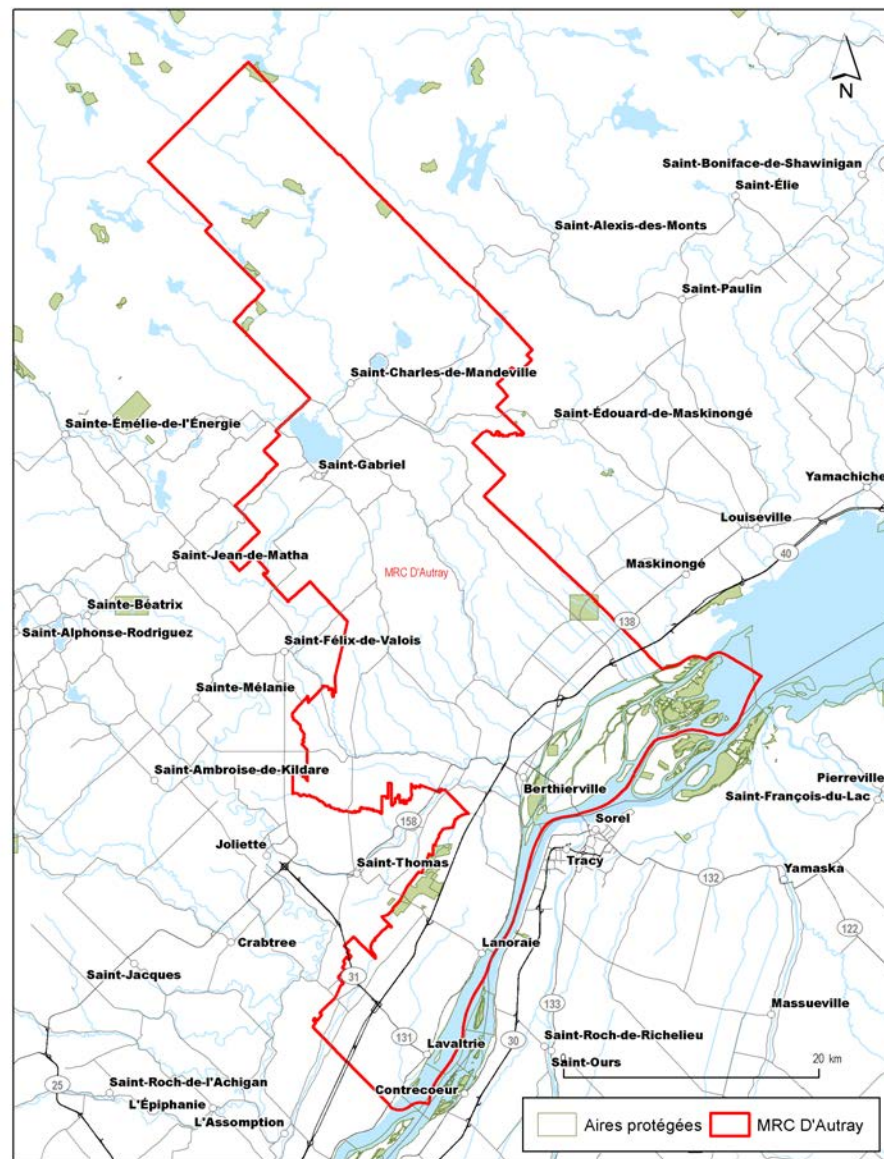 N
Saint-Boniface-de-Shawinigan
Saint-Élie
Saint-Alexis-des-Monts
Saint-Paulin
Saint-Charles-de-Mandeville
Saint-Édouard-de-Maskinongé
Sainte-Émélie-de-l'Énergie
Saint-Gabriel
Yamachiche
Louiseville
40
Saint-Jean-de-Matha
MRC D'Autray
Maskinongé
Sainte-Béatrix
138
Saint-Alphonse-Rodriguez
Saint-Félix-de-Valois
Sainte-Mélanie
Saint-Ambroise-de-Kildare
Berthierville
Pierreville
Saint-François-du-Lac
158
Sorel
Joliette
Saint-Thomas
Tracy
132
Yamaska
122
Crabtree
Lanoraie
Saint-Jacques
31
133
Massueville
131
30
Saint-Roch-de-Richelieu
Lavaltrie
Saint-Ours
0
20 km
25
Saint-Roch-de-l'Achigan
Contrecoeur
L'Épiphanie
L'Assomption
Aires protégées
MRC D'Autray